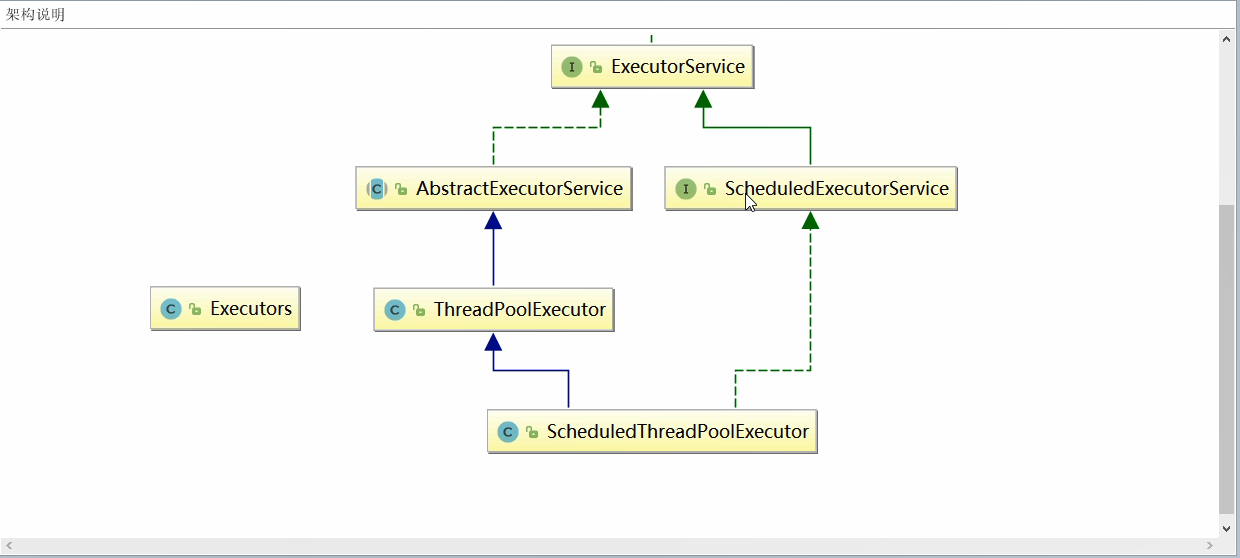 架构说明
I ExecutorService
C AbstractExecutorService
I ScheduledExecutorService
C Executors
C ThreadPoolExecutor
C ScheduledThreadPoolExecutor